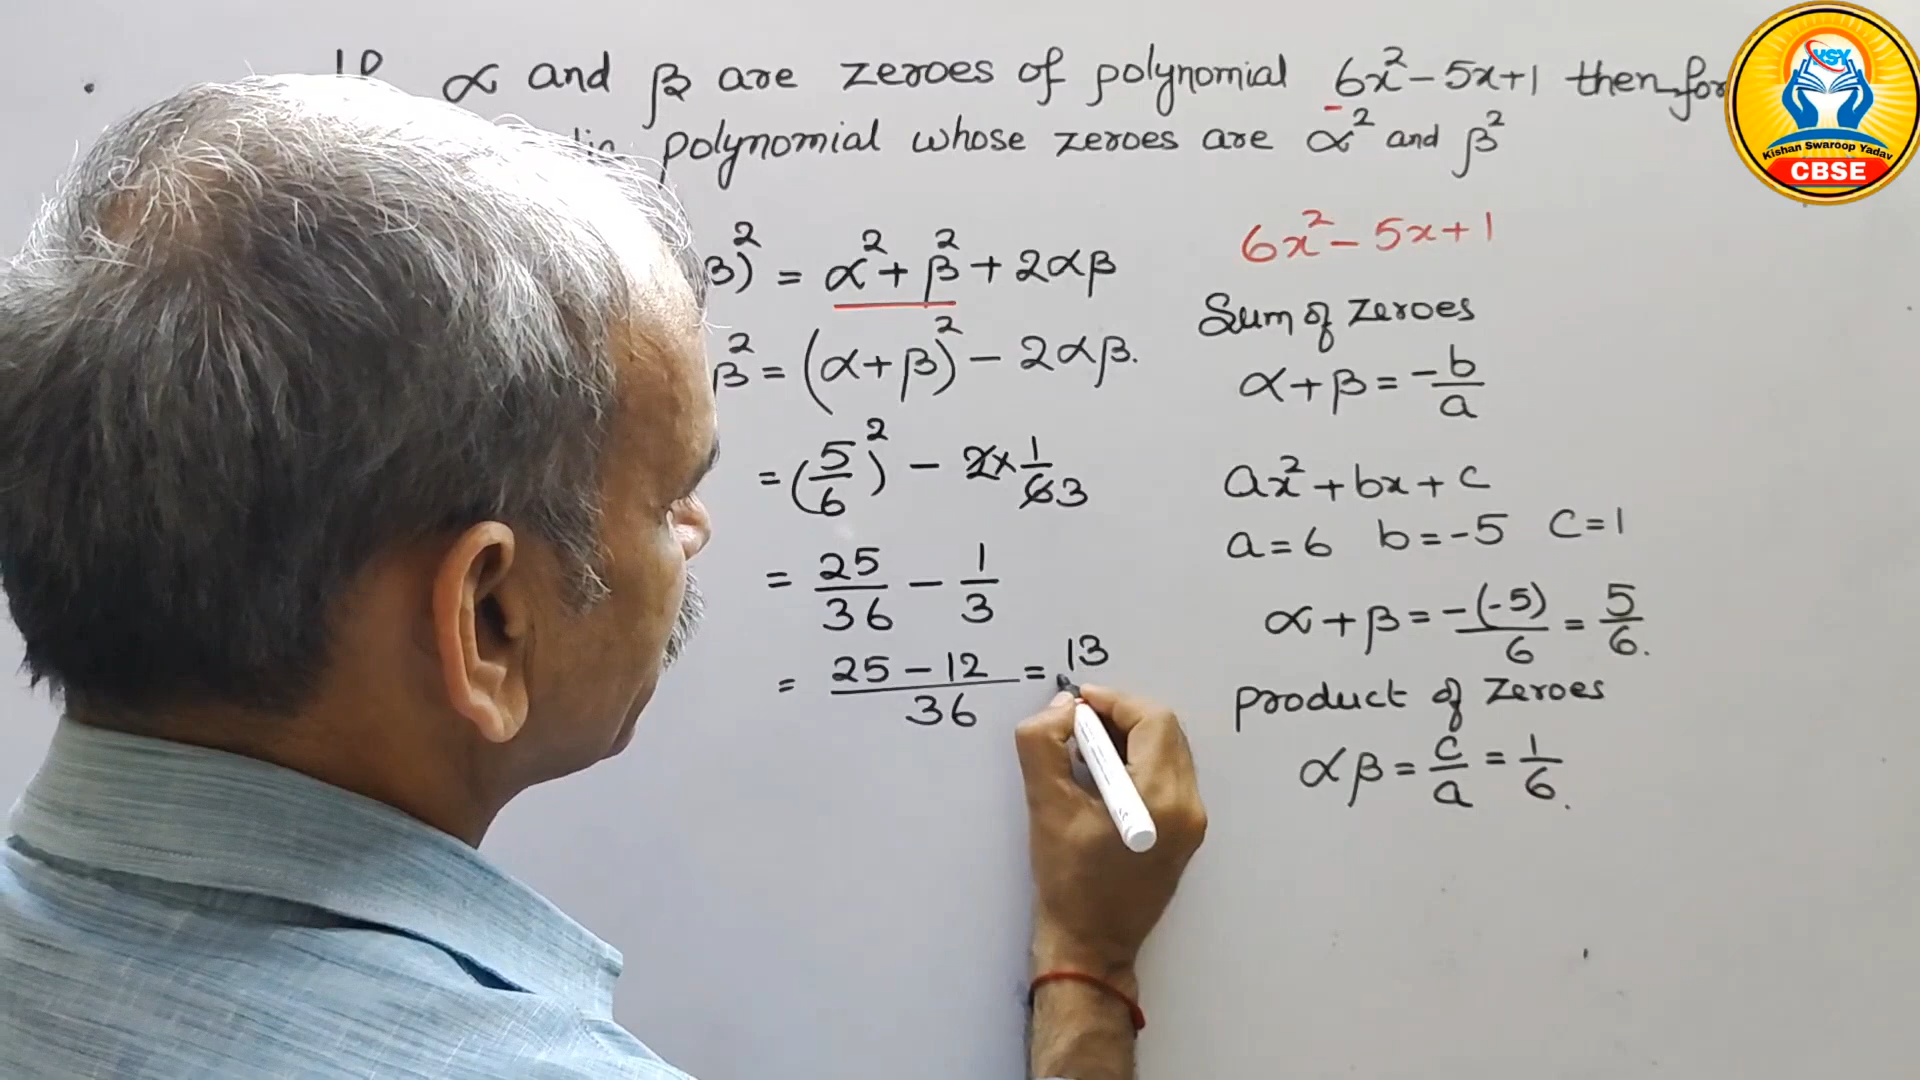 α and β are zeroes of polynomial 6x² - 5x + 1 then for
polynomial whose zeroes are α² and β²
β)² = α² + β² + 2αβ
β² = (α+β)² - 2αβ.
= (5/6)² - 2 × 1/6 3
= 25/36 - 1/3
= 25 - 12/36 = 13
6x² - 5x + 1
Sum of zeroes
α + β = -b/a
ax² + bx + c
a = 6 b = -5 c = 1
α + β = -(-5)/6 = 5/6.
product of zeroes
αβ = c/a = 1/6.
KSY
Kishan Swaroop Yadav
CBSE